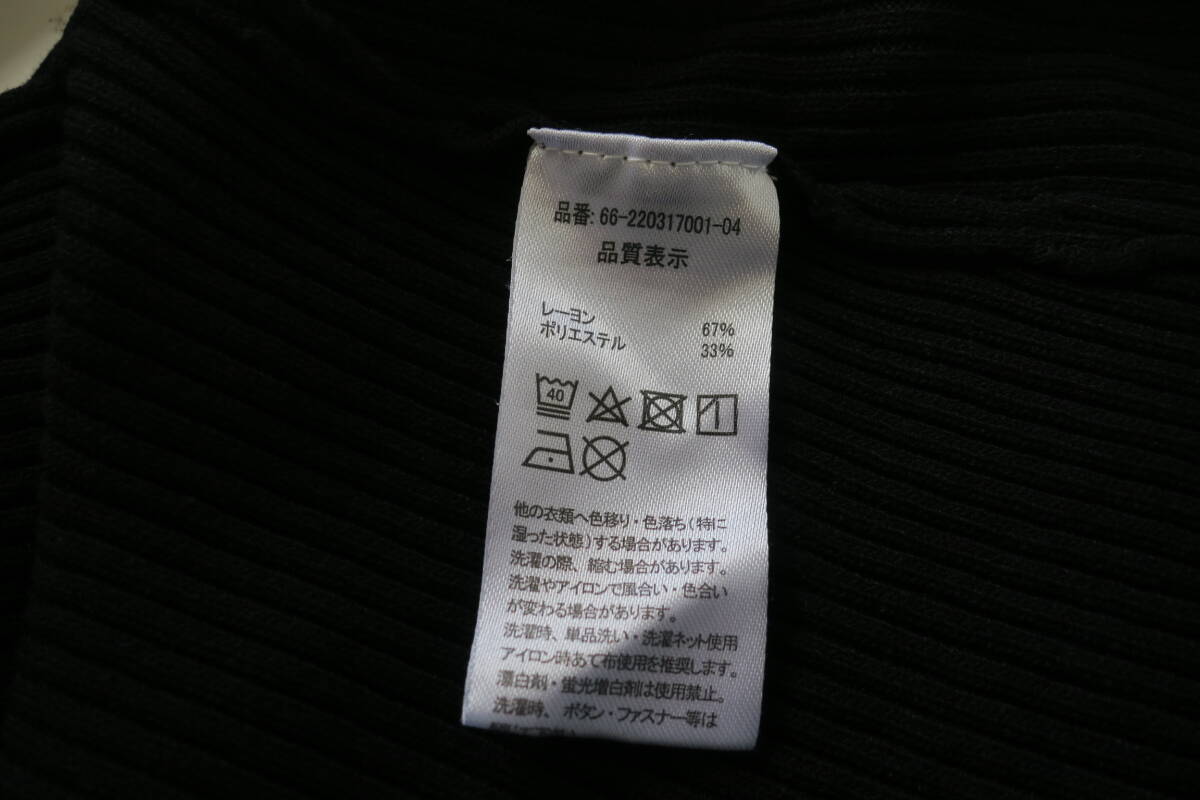 品番: 66-220317001-04
品質表示
レーヨン 67%
ポリエステル 33%
40
他の衣類へ色移り・色落ち(特に
湿った状態)する場合があります。
洗濯の際、縮む場合があります。
洗濯やアイロンで風合い・色合い
が変わる場合があります。
洗濯時、単品洗い・洗濯ネット使用
アイロン時あて布使用を推奨します。
漂白剤・蛍光増白剤は使用禁止。
洗濯時、ボタン・ファスナー等は